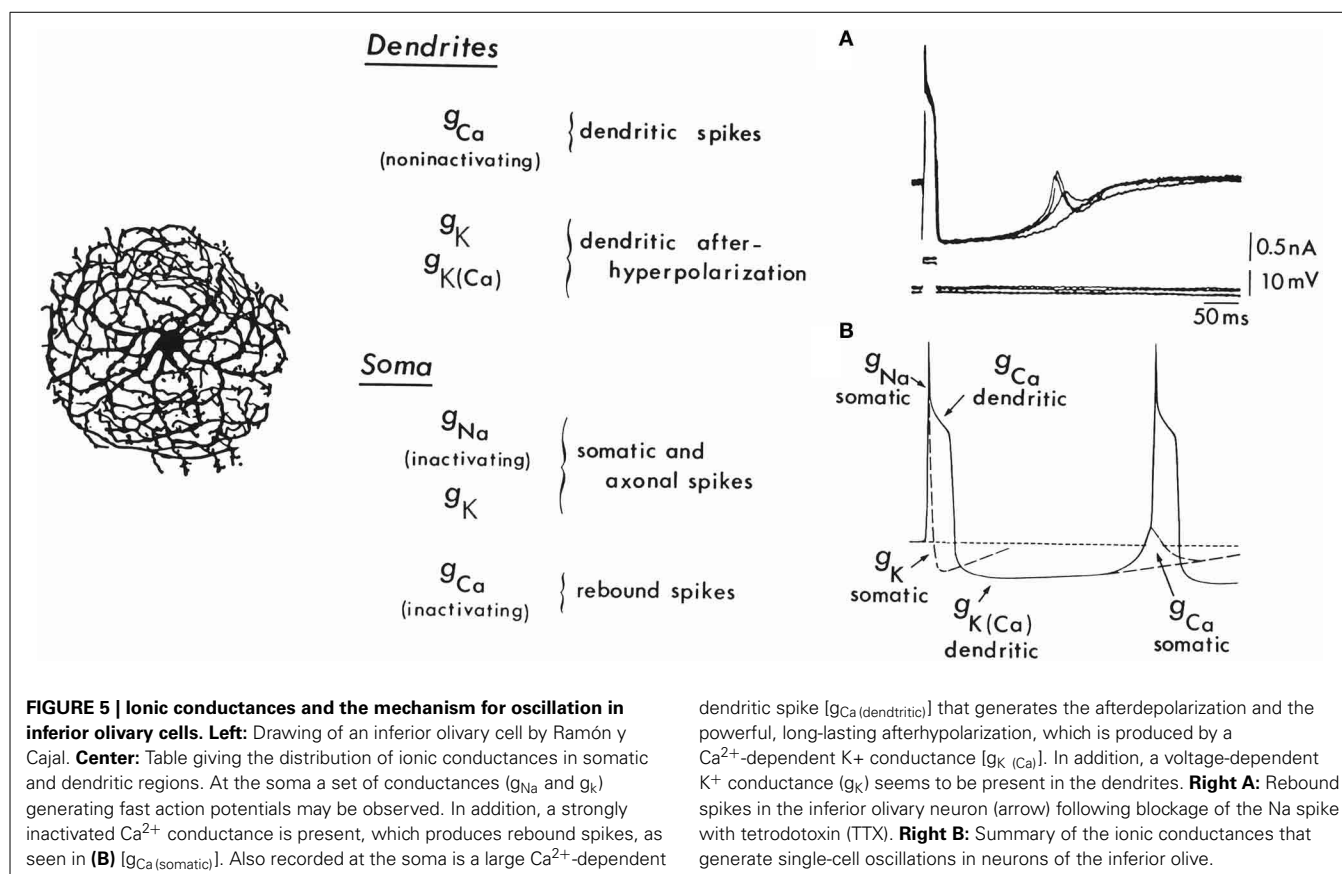 Dendrites
gCa
(noninactivating)
dendritic spikes
gK
gK(Ca)
dendritic after-
hyperpolarization
Soma
gNa
(inactivating)
gK
somatic and
axonal spikes
gCa
(inactivating)
rebound spikes
A
0.5nA
10 mV
50 ms
B
gNa
somatic
gCa
dendritic
gK
somatic
gK(Ca)
dendritic
gCa
somatic
FIGURE 5 | Ionic conductances and the mechanism for oscillation in
inferior olivary cells. Left: Drawing of an inferior olivary cell by Ramón y
Cajal. Center: Table giving the distribution of ionic conductances in somatic
and dendritic regions. At the soma a set of conductances (gNa and gk)
generating fast action potentials may be observed. In addition, a strongly
inactivated Ca2+ conductance is present, which produces rebound spikes, as
seen in (B) [gCa(somatic)]. Also recorded at the soma is a large Ca2+-dependent
dendritic spike [gCa(dendtritic)] that generates the afterdepolarization and the
powerful, long-lasting afterhypolarization, which is produced by a
Ca2+-dependent K+ conductance [gK (Ca)]. In addition, a voltage-dependent
K+ conductance (gK) seems to be present in the dendrites. Right A: Rebound
spikes in the inferior olivary neuron (arrow) following blockage of the Na spike
with tetrodotoxin (TTX). Right B: Summary of the ionic conductances that
generate single-cell oscillations in neurons of the inferior olive.